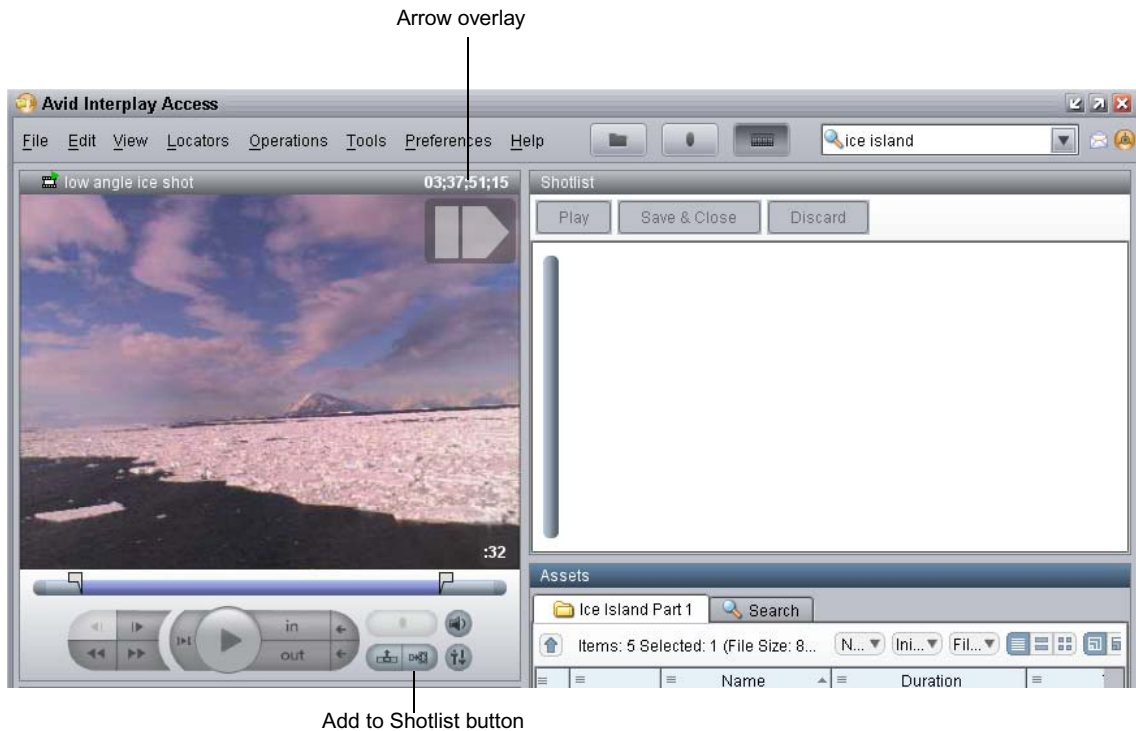 Arrow overlay
Avid Interplay Access
File Edit View Locators Operations Tools Preferences Help
ice island
low angle ice shot 03;37;51;15
Shotlist
Play Save & Close Discard
:32
Assets
Ice Island Part 1 Search
in
out
Items: 5 Selected: 1 (File Size: 8... N... Ini... Fil...
Name Duration
Add to Shotlist button